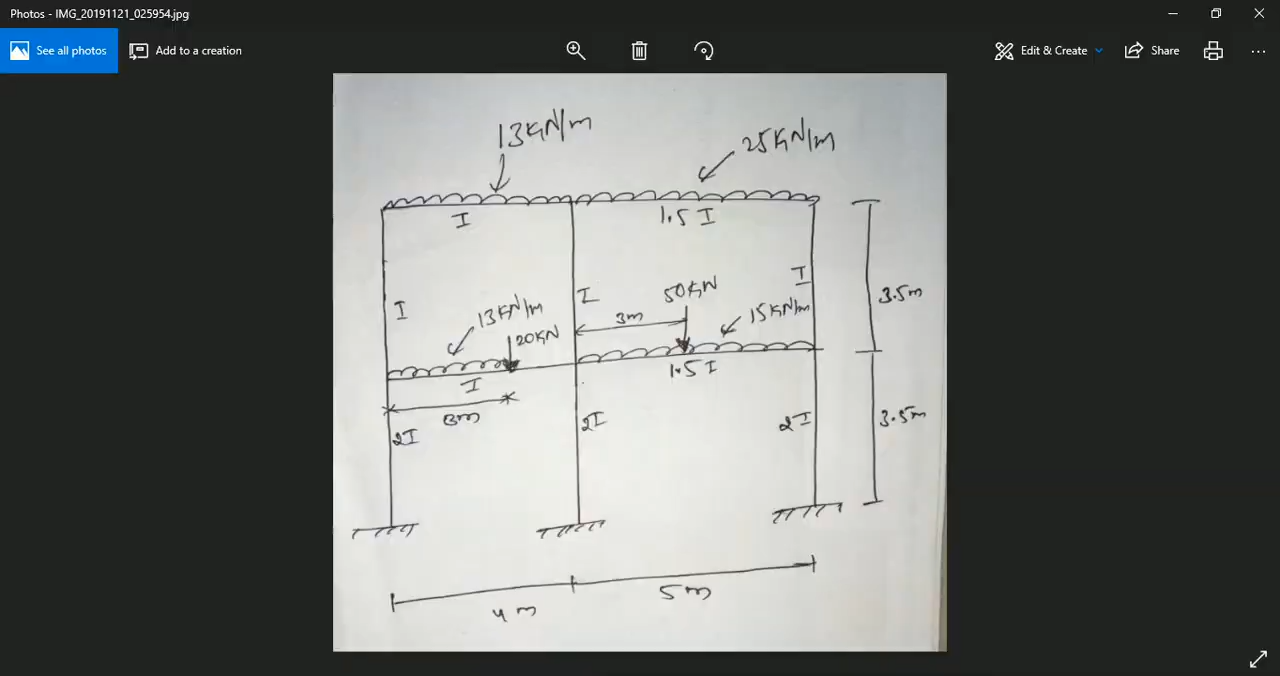 Photos - IMG_20191121_025954.jpg
See all photos
Add to a creation
Edit & Create
Share
13KN/m
25KN/m
I
1.5 I
I
I
I
3.5m
13KN/m
20KN
3m
50KN
15KN/m
I
1.5 I
3m
2I
2I
2I
3.5m
4 m
5m